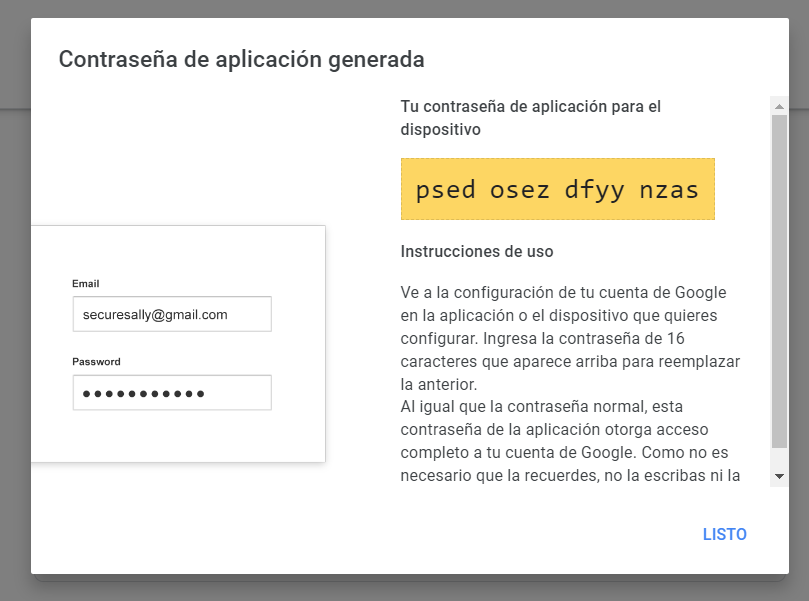 Contraseña de aplicación generada
Email
securesally@gmail.com
Password
Tu contraseña de aplicación para el
dispositivo
psed osez dfyy nzas
Instrucciones de uso
Ve a la configuración de tu cuenta de Google
en la aplicación o el dispositivo que quieres
configurar. Ingresa la contraseña de 16
caracteres que aparece arriba para reemplazar
la anterior.
Al igual que la contraseña normal, esta
contraseña de la aplicación otorga acceso
completo a tu cuenta de Google. Como no es
necesario que la recuerdes, no la escribas ni la
LISTO